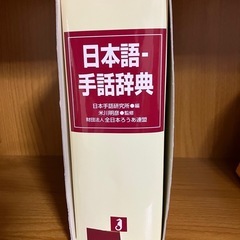 日本語-
手話辞典
日本手話研究所●編
米川明彦●監修
財団法人全日本ろうあ連盟